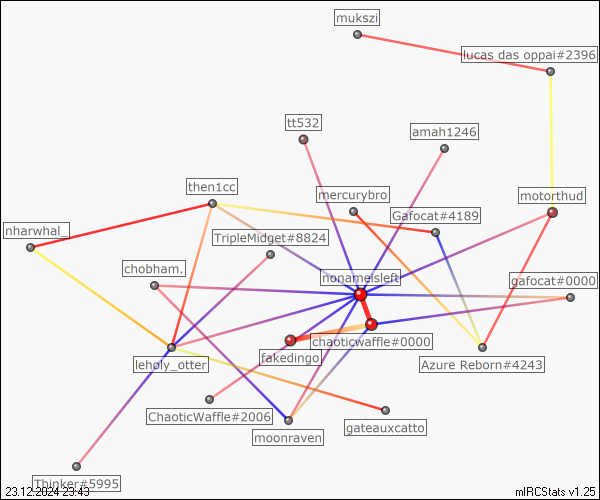 mukszi
lucas das oppai#2396
tt532
amah1246
then1cc
mercurybro
motorthud
Gafocat#4189
nharwhal_
TripleMidget#8824
chobham.
nonameisleft
gafocat#0000
chaoticwaffle#0000
fakedingo
leholy_otter
Azure Reborn#4243
ChaoticWaffle#2006
gateauxcatto
moonraven
Thinker#5995
23.12.2024 23:43
mIRCStats v1.25